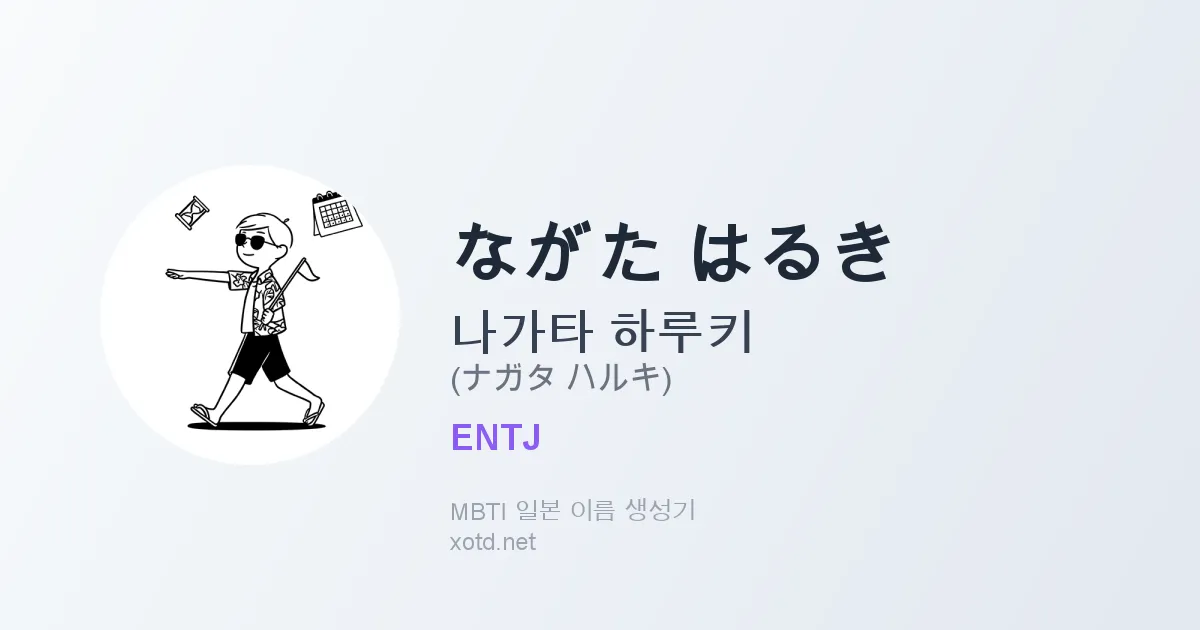 ながた はるき
나가타 하루키
(ナガタ ハルキ)
ENTJ
MBTI 일본 이름 생성기
xotd.net